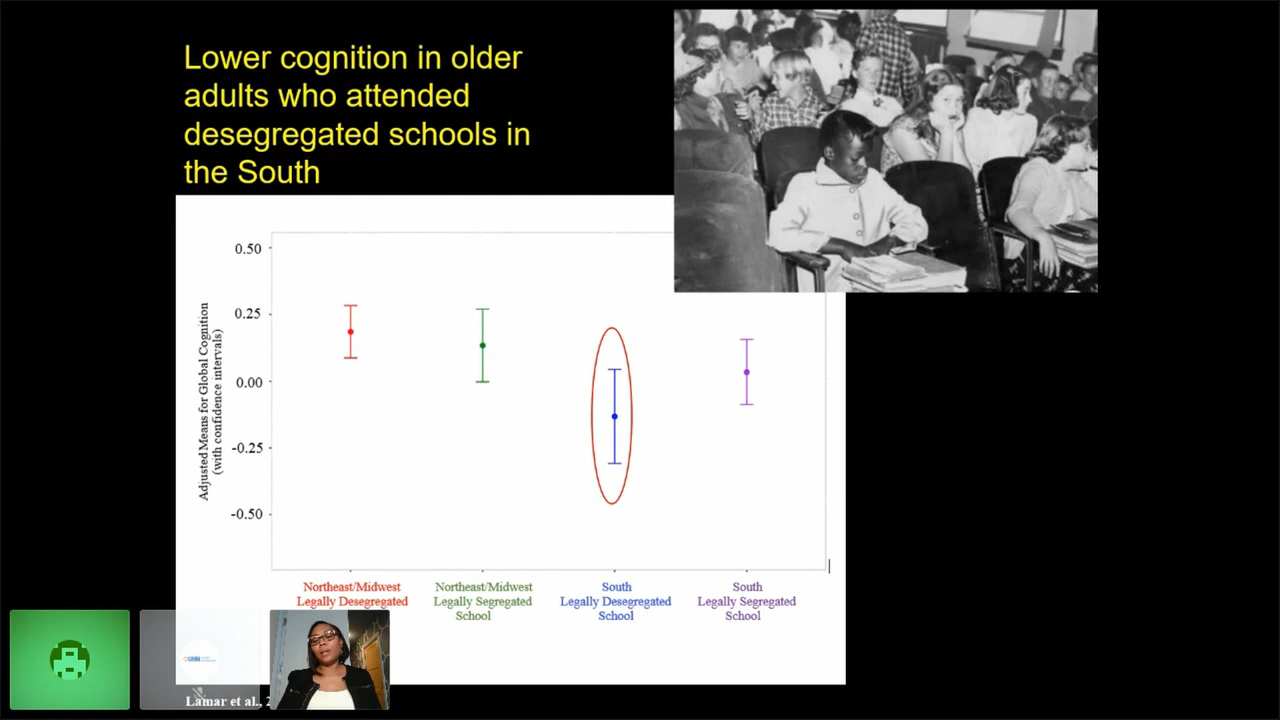 Lower cognition in older
adults who attended
desegregated schools in
the South
Adjusted Means for Global Cognition
(with confidence intervals)
0.50
0.25
0.00
-0.25
-0.50
Northeast/Midwest
Legally Desegregated
Northeast/Midwest
Legally Segregated
School
South
Legally Desegregated
School
South
Legally Segregated
School
Lamar et al., 2